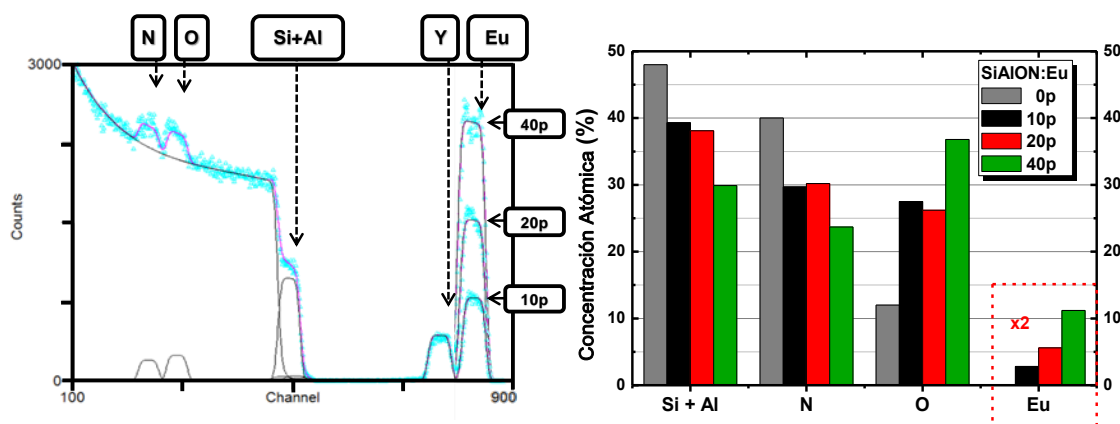 N O Si+Al Y Eu
3000
Counts
0
100 Channel 900
40p
20p
10p
Concentración Atómica (%)
50 50
40 40
30 30
20 20
10 10
0 0
SiAlON:Eu
0p
10p
20p
40p
x2
Si + Al N O Eu